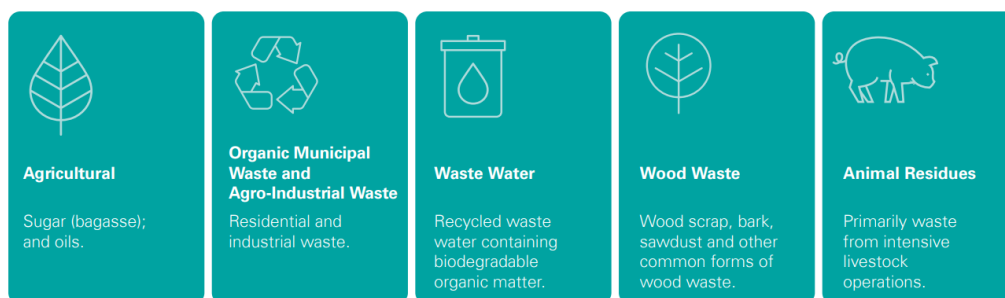 Agricultural
Sugar (bagasse);
and oils.
Organic Municipal
Waste and
Agro-Industrial Waste
Residential and
industrial waste.
Waste Water
Recycled waste
water containing
biodegradable
organic matter.
Wood Waste
Wood scrap, bark,
sawdust and other
common forms of
wood waste.
Animal Residues
Primarily waste
from intensive
livestock
operations.